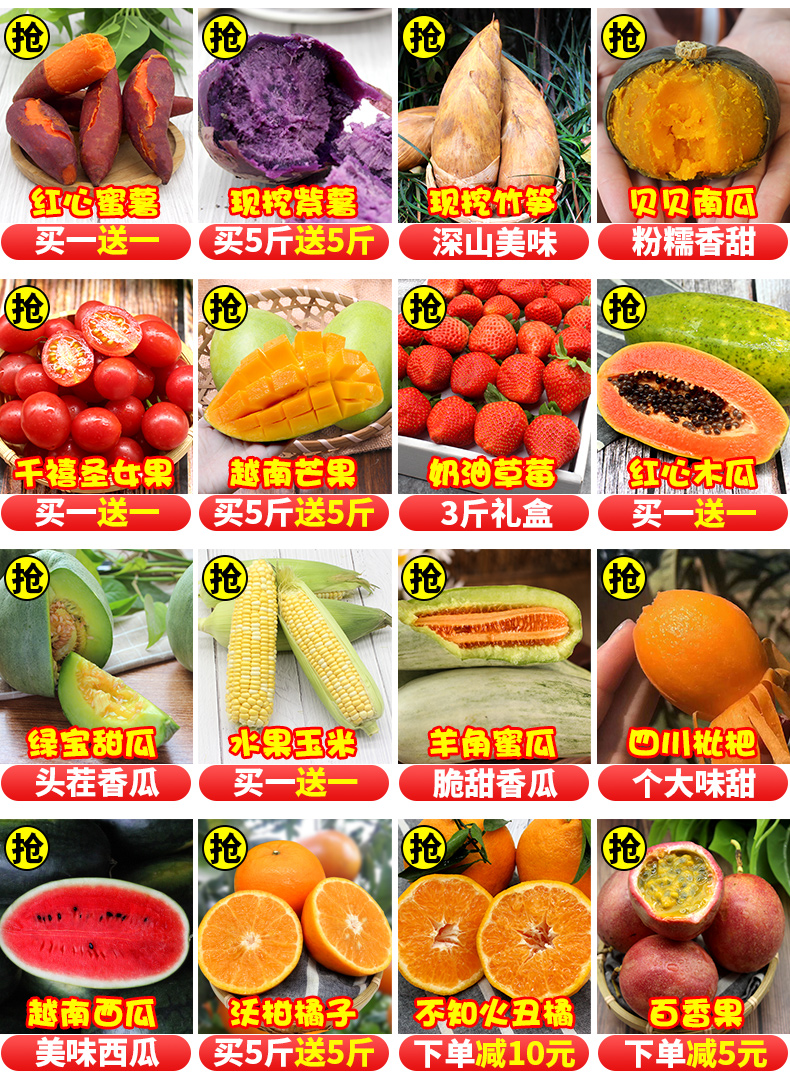 抢 抢 抢 抢
红心蜜薯 现挖紫薯 现挖竹笋 贝贝南瓜
买一送一 买5斤送5斤 深山美味 粉糯香甜
抢 抢 抢 抢
千禧圣女果 越南芒果 奶油草莓 红心木瓜
买一送一 买5斤送5斤 3斤礼盒 买一送一
抢 抢 抢 抢
绿宝甜瓜 水果玉米 羊角蜜瓜 四川枇杷
头茬香瓜 买一送一 脆甜香瓜 个大味甜
抢 抢 抢 抢
越南西瓜 沃柑橘子 不知火丑橘 百香果
美味西瓜 买5斤送5斤 下单减10元 下单减5元